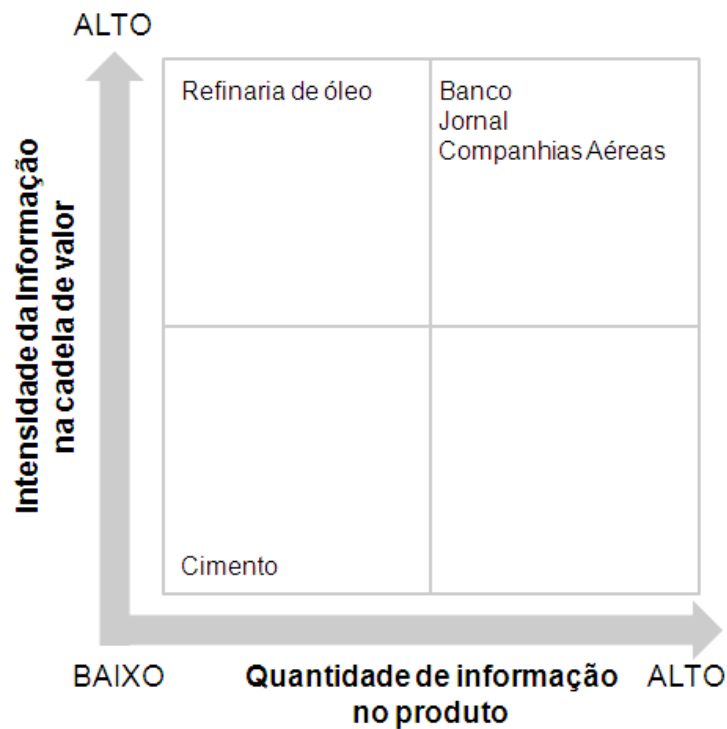 ALTO
Refinaria de óleo
Banco
Jornal
Companhias Aéreas
Intensidade da Informação
na cadela de valor
Cimento
BAIXO
Quantidade de informação
no produto
ALTO